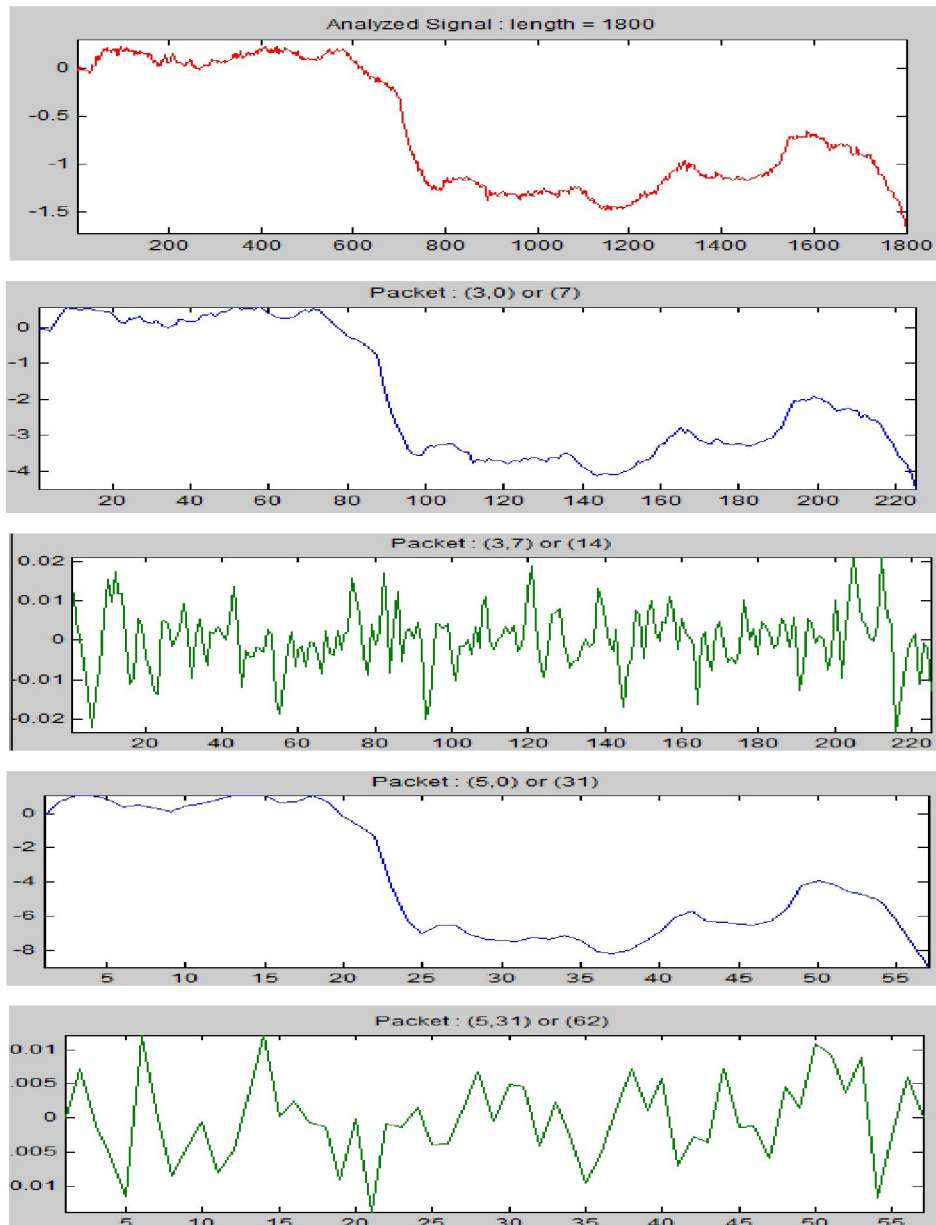 Analyzed Signal : length = 1800
0
-0.5
-1
-1.5
200 400 600 800 1000 1200 1400 1600 1800
Packet : (3,0) or (7)
0
-1
-2
-3
-4
20 40 60 80 100 120 140 160 180 200 220
Packet : (3,7) or (14)
0.02
0.01
0
-0.01
-0.02
20 40 60 80 100 120 140 160 180 200 220
Packet : (5,0) or (31)
0
-2
-4
-6
-8
5 10 15 20 25 30 35 40 45 50 55
Packet : (5,31) or (62)
0.01
.005
0
.005
0.01
5 10 15 20 25 30 35 40 45 50 55